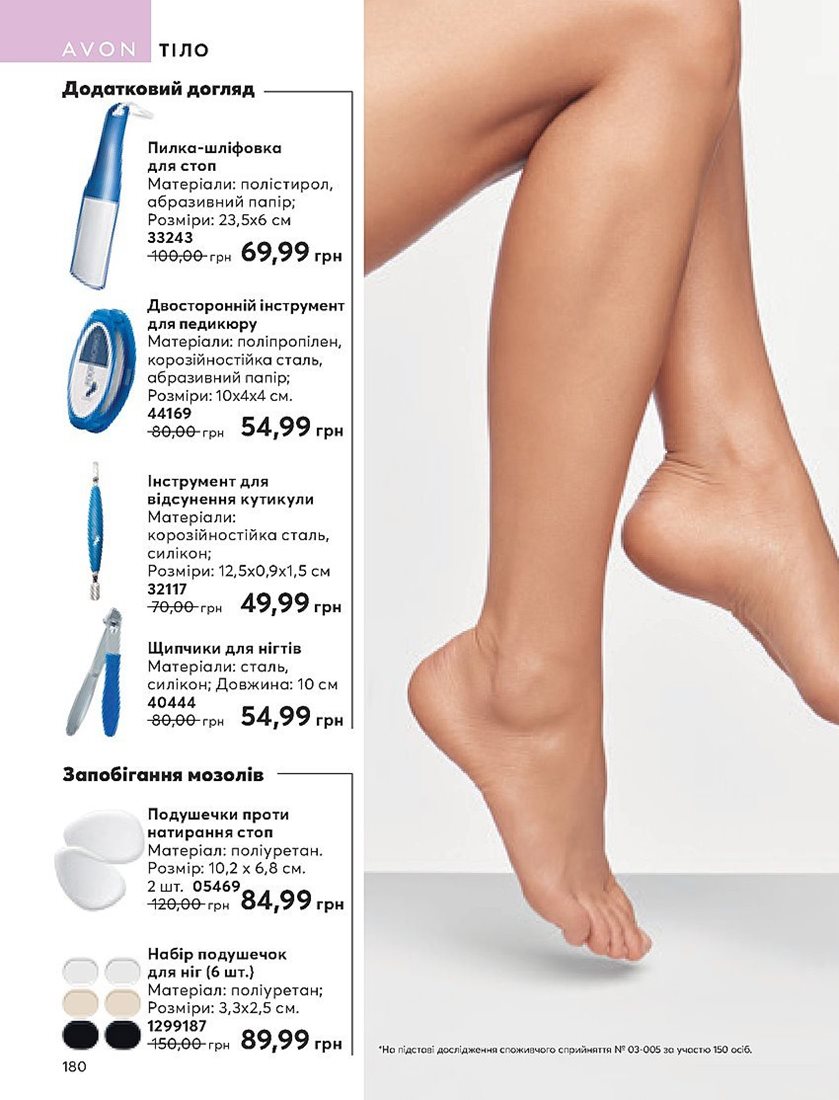 AVON ТІЛО
Додатковий догляд
Пилка-шліфовка
для стоп
Матеріали: полістирол,
абразивний папір;
Розміри: 23,5x6 см
33243
100,00 грн 69,99 грн
Двосторонній інструмент
для педикюру
Матеріали: поліпропілен,
корозійностійка сталь,
абразивний папір;
Розміри: 10x4x4 см.
44169
80,00 грн 54,99 грн
Інструмент для
відсунення кутикули
Матеріали:
корозійностійка сталь,
силікон;
Розміри: 12,5x0,9x1,5 см
32117
70,00 грн 49,99 грн
Щипчики для нігтів
Матеріали: сталь,
силікон; Довжина: 10 см
40444
80,00 грн 54,99 грн
Запобігання мозолів
Подушечки проти
натирання стоп
Матеріал: поліуретан.
Розмір: 10,2 x 6,8 см.
2 шт. 05469
120,00 грн 84,99 грн
Набір подушечок
для ніг (6 шт.)
Матеріал: поліуретан;
Розміри: 3,3x2,5 см.
1299187
150,00 грн 89,99 грн
*На підставі дослідження споживчого сприйняття № 03-005 за участю 150 осіб.
180